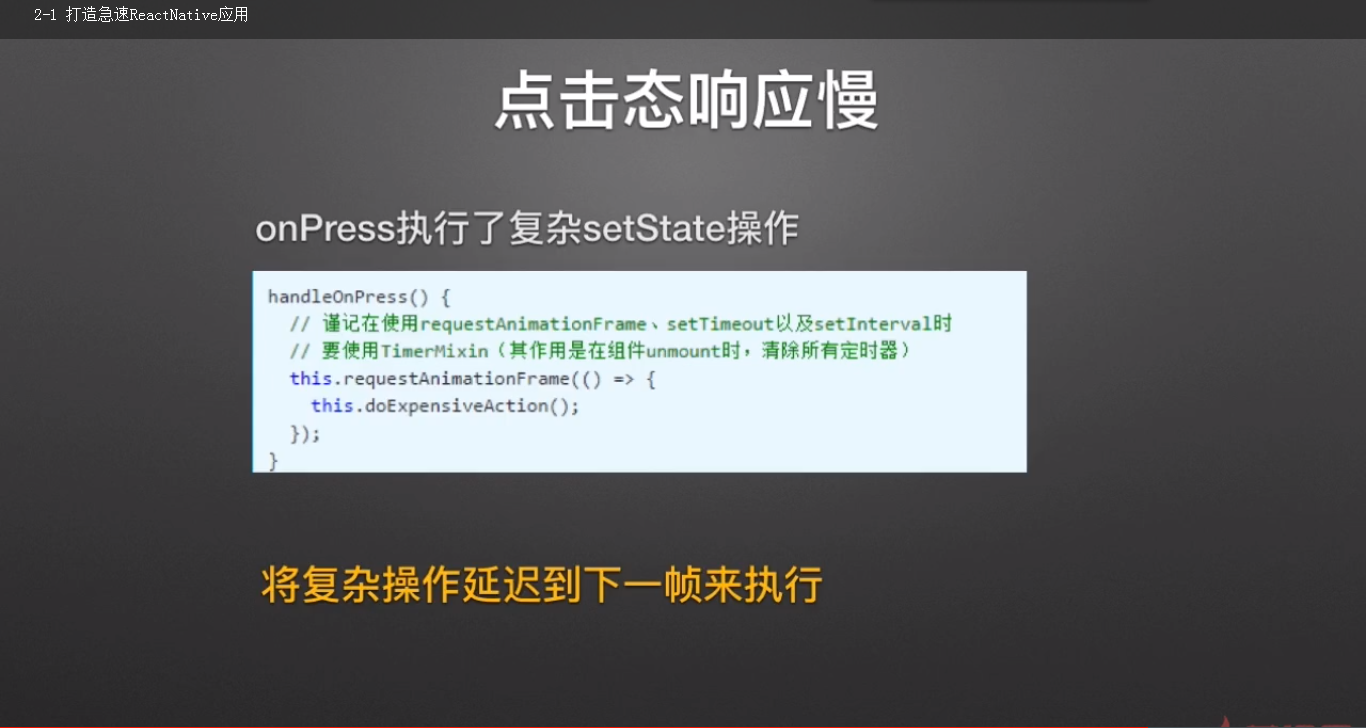 2-1 打造急速ReactNative应用
点击态响应慢
onPress执行了复杂setState操作
handleOnPress() {
// 谨记在使用requestAnimationFrame、setTimeout以及setInterval时
// 要使用TimerMixin（其作用是在组件unmount时，清除所有定时器）
this.requestAnimationFrame(() => {
this.doExpensiveAction();
});
}
将复杂操作延迟到下一帧来执行